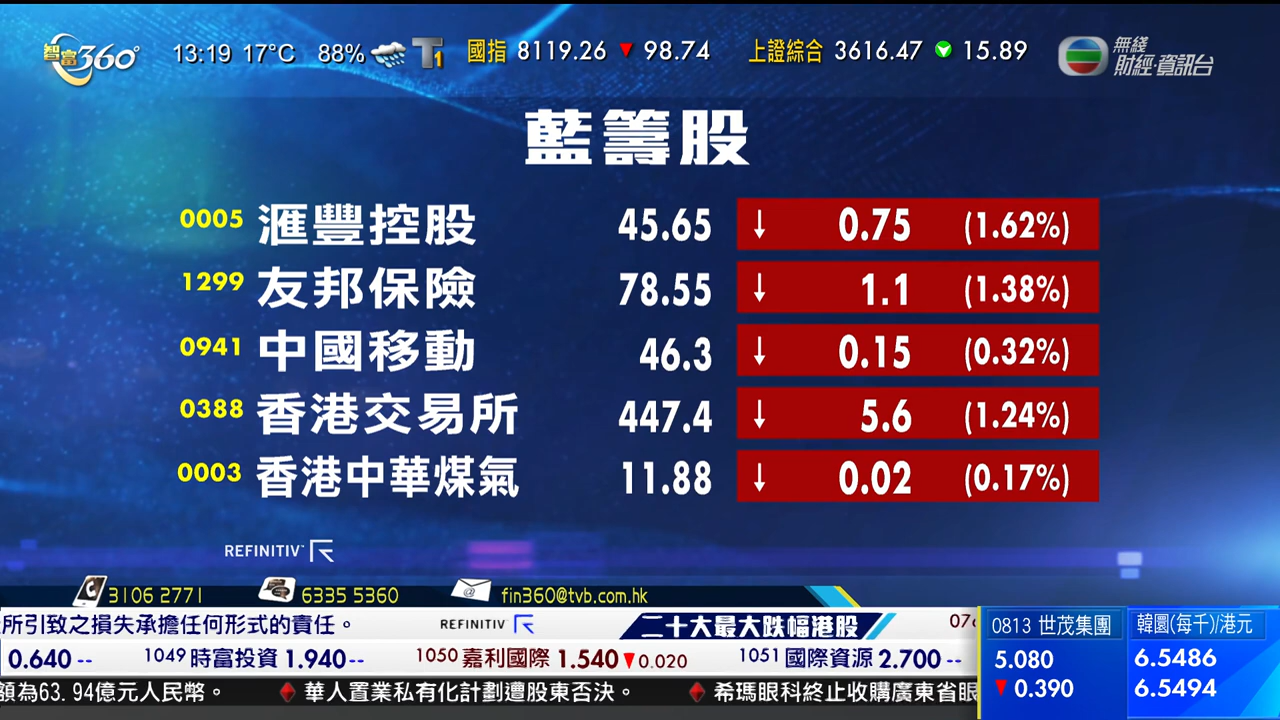 智富360° 13:19 17°C 88% T1 國指 8119.26 ▼ 98.74 上證綜合 3616.47 15.89 無綫
財經·資訊台
藍籌股
0005 滙豐控股 45.65 ↓ 0.75 (1.62%)
1299 友邦保險 78.55 ↓ 1.1 (1.38%)
0941 中國移動 46.3 ↓ 0.15 (0.32%)
0388 香港交易所 447.4 ↓ 5.6 (1.24%)
0003 香港中華煤氣 11.88 ↓ 0.02 (0.17%)
REFINITIV
3106 2771 6335 5360 fin360@tvb.com.hk
所引致之損失承擔任何形式的責任。 REFINITIV 二十大最大跌幅港股 076
0.640 -- 1049 時富投資 1.940 -- 1050 嘉利國際 1.540 ▼ 0.020 1051 國際資源 2.700 --
額為63.94億元人民幣。 ♦ 華人置業私有化計劃遭股東否決。 ♦ 希瑪眼科終止收購廣東省眼
0813 世茂集團
5.080
▼ 0.390
韓圜(每千)/港元
6.5486
6.5494